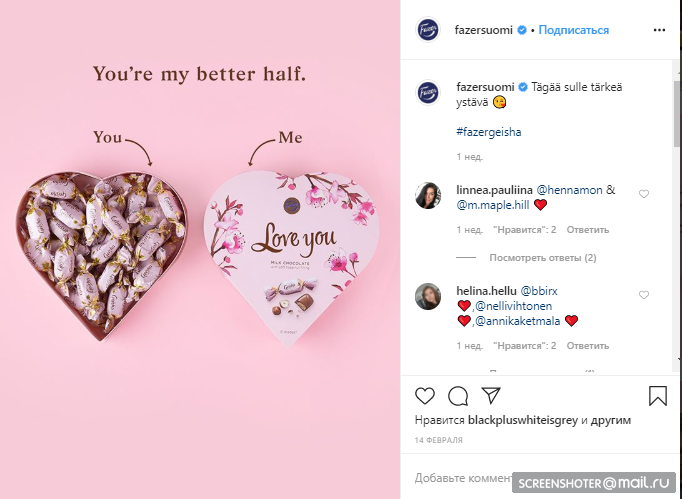 You're my better half.
You
Me
Love you
MILK CHOCOLATE
Geisha
FAZER
fazersuomi • Подписаться
fazersuomi Tägää sulle tärkeä
ystävä 😘
#fazergeisha
1 нед.
linnea.pauliina @hennamon &
@m.maple.hill ❤
1 нед. "Нравится": 2 Ответить
Посмотреть ответы (2)
helina.hellu @bbirx
❤,@nellivihtonen
❤,@annikaketmala ❤
1 нед. "Нравится": 2 Ответить
Нравится blackpluswhiteisgrey и другим
14 ФЕВРАЛЯ
Добавьте коммент
SCREENSHOTER@mail.ru